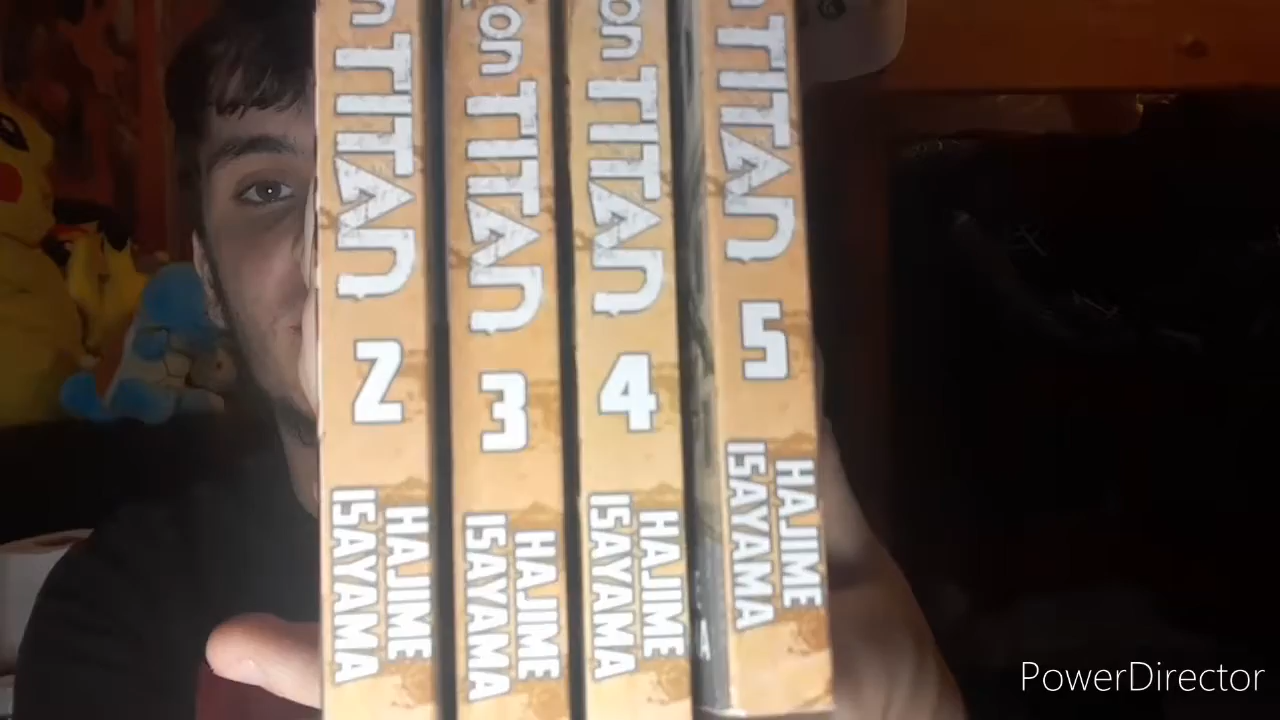 n TITAN 2 HAJIME ISAYAMA
on TITAN 3 HAJIME ISAYAMA
on TITAN 4 HAJIME ISAYAMA
TITAN 5 HAJIME ISAYAMA
PowerDirector